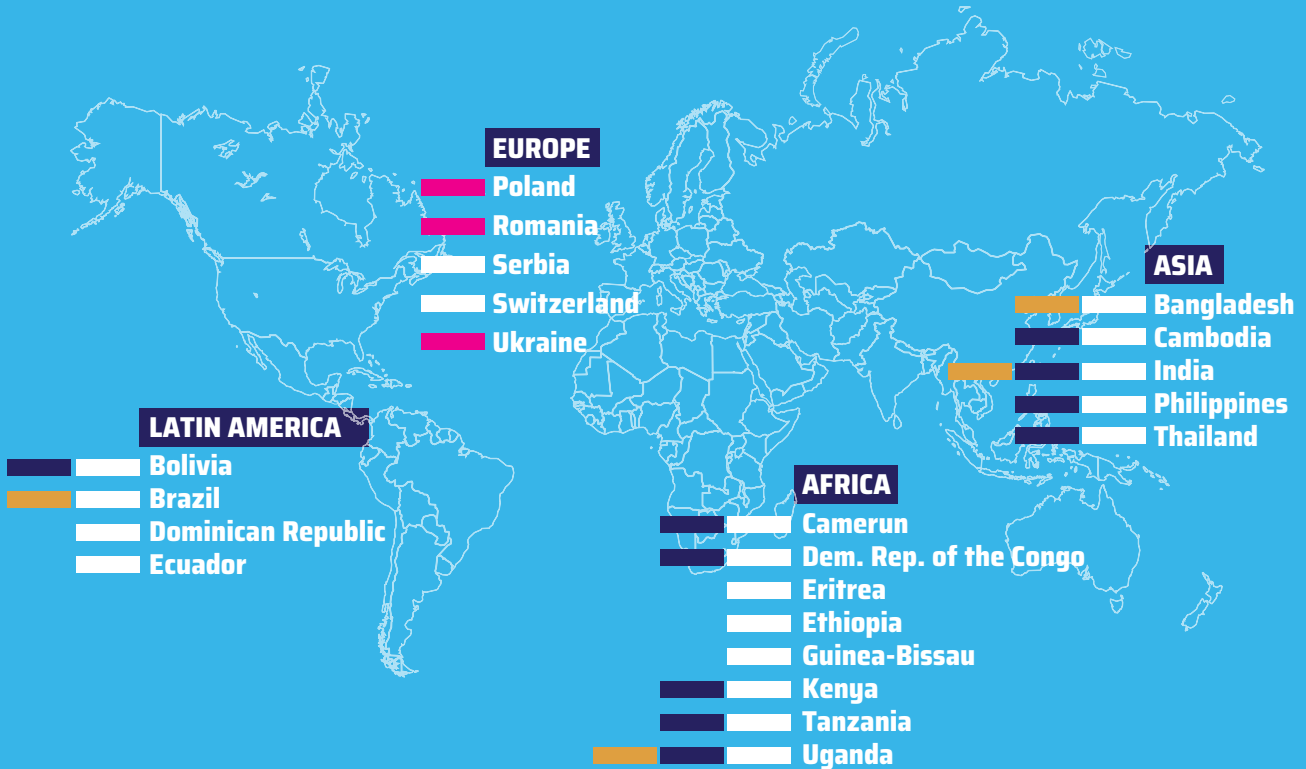 EUROPE
Poland
Romania
Serbia
Switzerland
Ukraine
ASIA
Bangladesh
Cambodia
India
Philippines
Thailand
LATIN AMERICA
Bolivia
Brazil
Dominican Republic
Ecuador
AFRICA
Camerun
Dem. Rep. of the Congo
Eritrea
Ethiopia
Guinea-Bissau
Kenya
Tanzania
Uganda